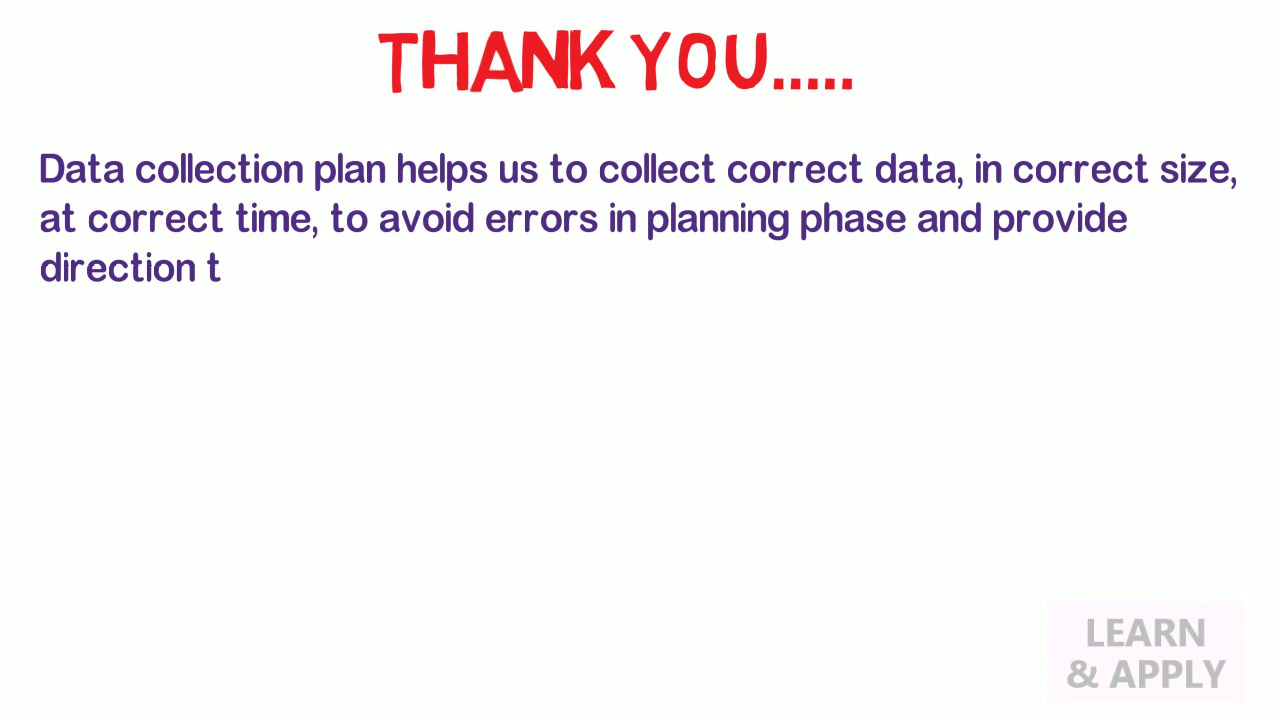 THANK YOU.....
Data collection plan helps us to collect correct data, in correct size,
at correct time, to avoid errors in planning phase and provide
direction t
LEARN
& APPLY